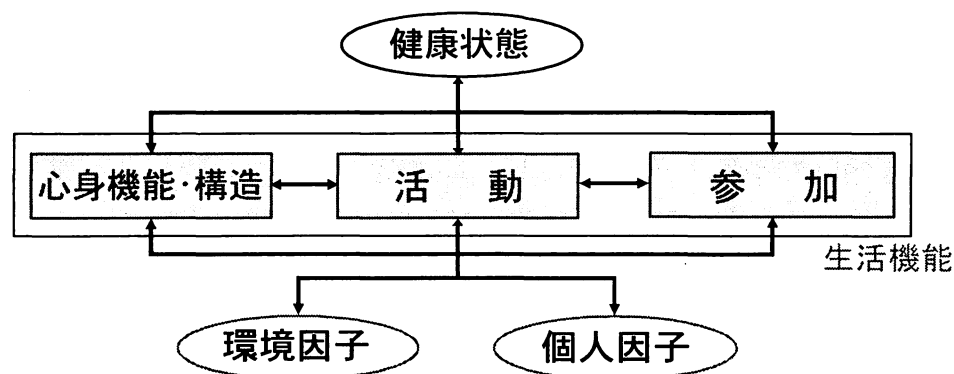 健康状態
心身機能・構造
活 動
参 加
生活機能
環境因子
個人因子